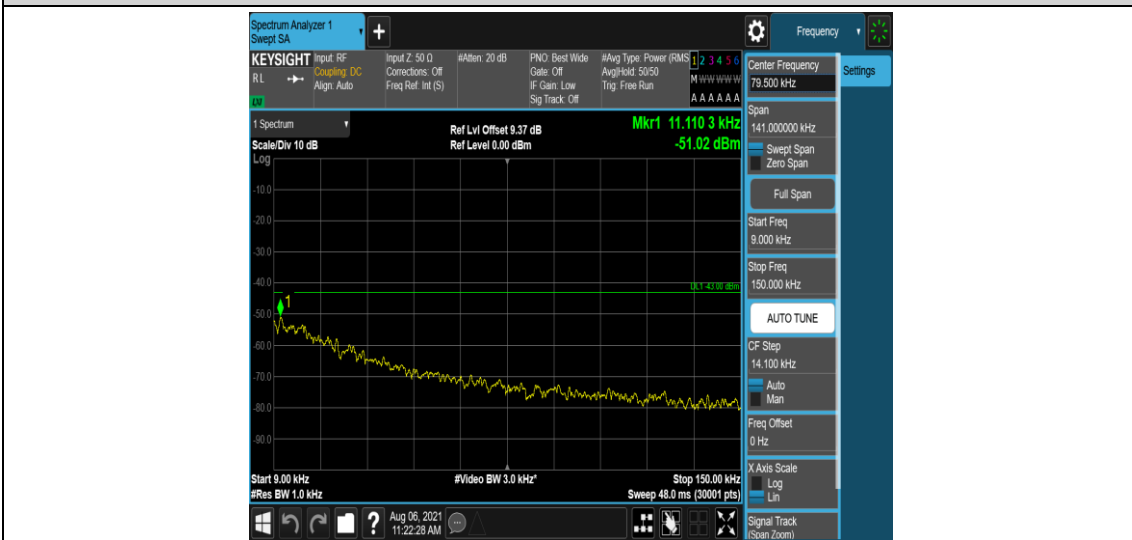 Spectrum Analyzer 1
Swept SA
+
Frequency
KEYSIGHT
R L
LXI
Input: RF
Coupling: DC
Align: Auto
Input Z: 50 Ω
Corrections: Off
Freq Ref: Int (S)
#Atten: 20 dB
PNO: Best Wide
Gate: Off
IF Gain: Low
Sig Track: Off
#Avg Type: Power (RMS
Avg|Hold: 50/50
Trig: Free Run
1 2 3 4 5 6
M W W W W W
A A A A A A
Center Frequency
79.500 kHz
Settings
1 Spectrum
Scale/Div 10 dB
Log
Ref Lvl Offset 9.37 dB
Ref Level 0.00 dBm
Mkr1 11.110 3 kHz
-51.02 dBm
-10.0
-20.0
-30.0
-40.0
-50.0
-60.0
-70.0
-80.0
-90.0
DL1 -43.00 dBm
1
Start 9.00 kHz
#Res BW 1.0 kHz
#Video BW 3.0 kHz*
Stop 150.00 kHz
Sweep 48.0 ms (30001 pts)
Span
141.000000 kHz
Swept Span
Zero Span
Full Span
Start Freq
9.000 kHz
Stop Freq
150.000 kHz
AUTO TUNE
CF Step
14.100 kHz
Auto
Man
Freq Offset
0 Hz
X Axis Scale
Log
Lin
Signal Track
(Span Zoom)
?
Aug 06, 2021
11:22:28 AM